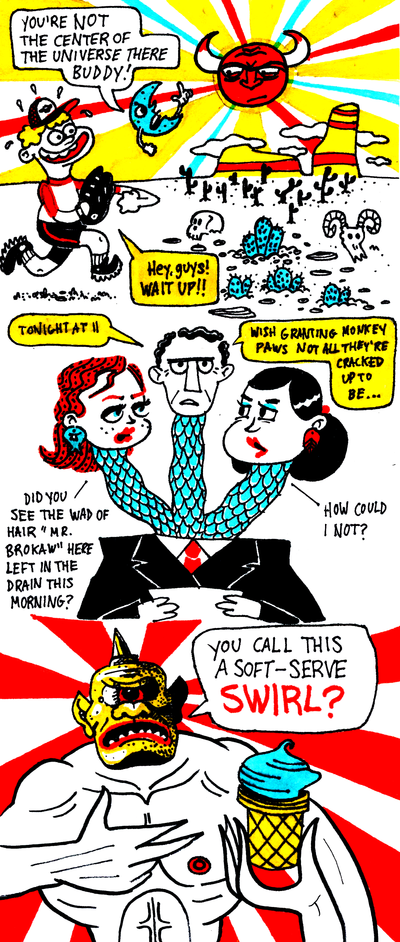 YOU'RE NOT
THE CENTER OF
THE UNIVERSE THERE
BUDDY!
Hey, guys!
WAIT UP!!
TONIGHT AT 11
WISH GRANTING MONKEY
PAWS NOT ALL THEY'RE
CRACKED
UP TO
BE...
DID YOU
SEE THE WAD OF
HAIR "MR.
BROKAW" HERE
LEFT IN THE
DRAIN THIS
MORNING?
HOW COULD
I NOT?
YOU CALL THIS
A SOFT-SERVE
SWIRL?